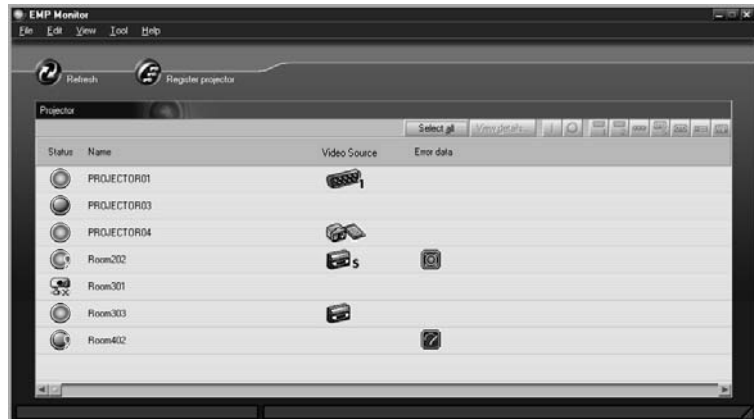 EMP Monitor
File Edit View Tool Help
Refresh Register projector
Projector
Select all View details...
Status Name Video Source Error data
PROJECTOR01 1
PROJECTOR03
PROJECTOR04
Room202 S
Room301
Room303
Room402